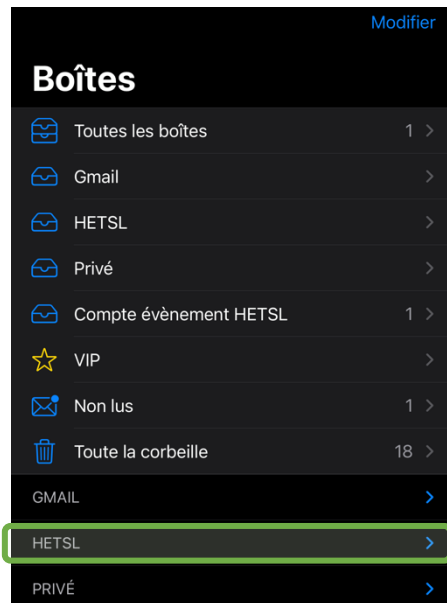 Modifier
Boîtes
Toutes les boîtes 1
Gmail
HETSL
Privé
Compte évènement HETSL 1
VIP
Non lus 1
Toute la corbeille 18
GMAIL
HETSL
PRIVÉ